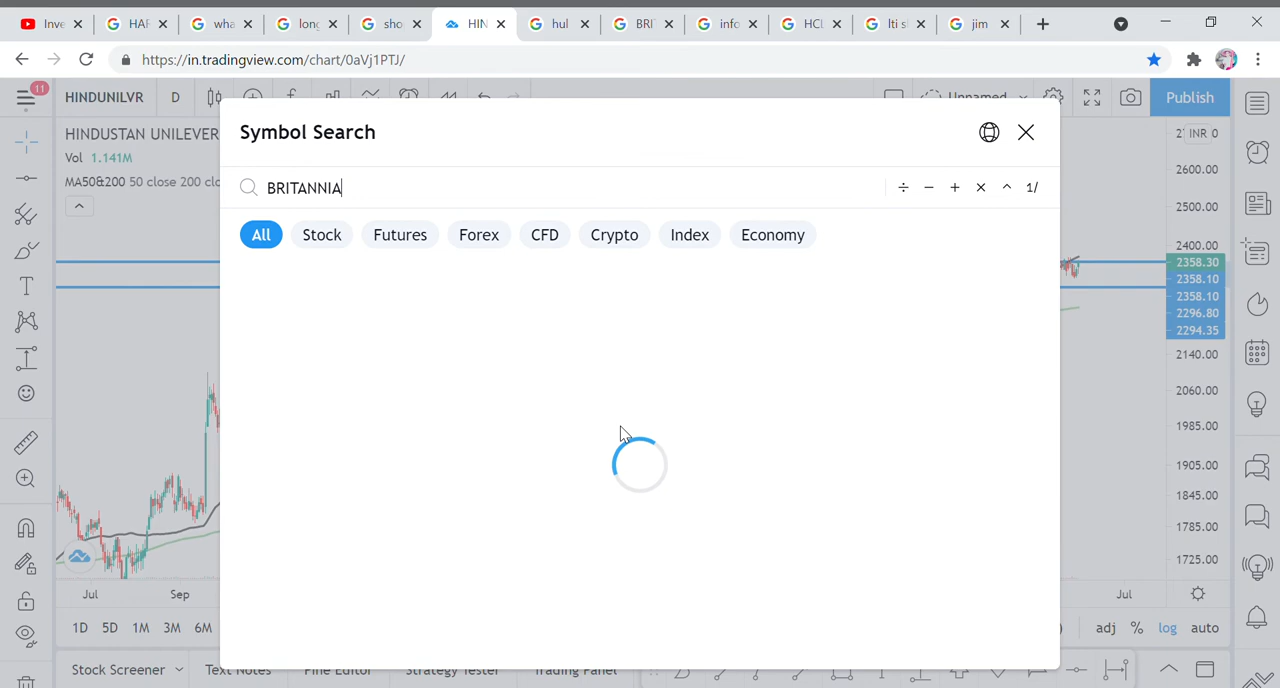 Inve
HAF
wha
long
sho
HIN
hul
BRI
info
HCL
lti s
jim
https://in.tradingview.com/chart/0aVj1PTJ/
11
HINDUNILVR
D
Unnamed
Publish
Symbol Search
HINDUSTAN UNILEVER
INR
0
Vol 1.141M
MA50&200 50 close 200 clo
BRITANNIA
÷ − + × ^ 1/
All Stock Futures Forex CFD Crypto Index Economy
2600.00
2500.00
2400.00
2358.30
2358.10
2358.10
2296.80
2294.35
2140.00
2060.00
1985.00
1905.00
1845.00
1785.00
1725.00
Jul Sep Jul
1D 5D 1M 3M 6M
adj % log auto
Stock Screener Text Notes Pine Editor Strategy Tester Trading Panel